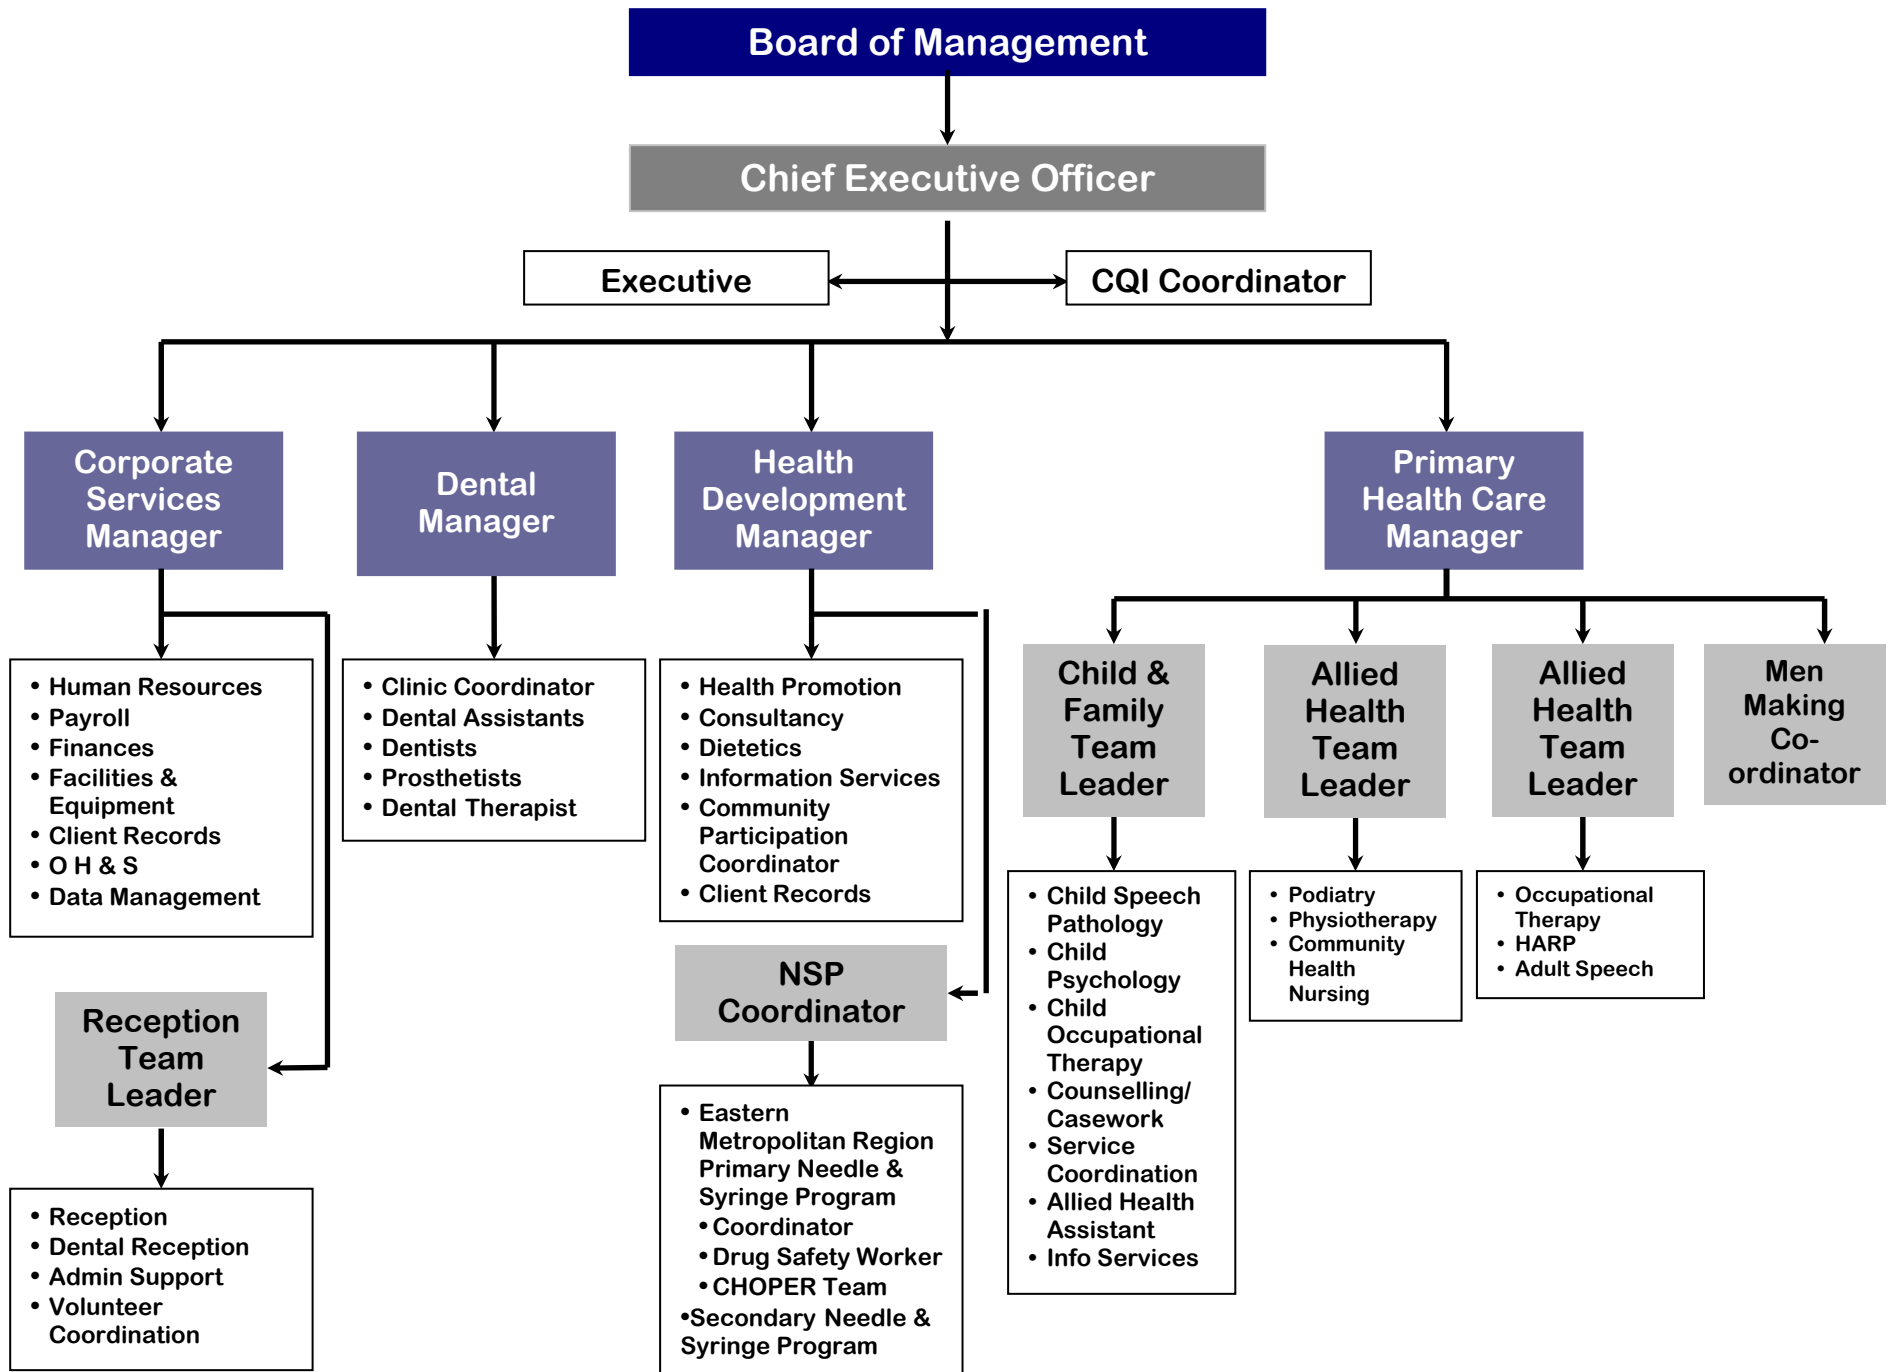 Board of Management
Chief Executive Officer
Executive
CQI Coordinator
Corporate
Services
Manager
Dental
Manager
Health
Development
Manager
Primary
Health Care
Manager
• Human Resources
• Payroll
• Finances
• Facilities &
Equipment
• Client Records
• O H & S
• Data Management
• Clinic Coordinator
• Dental Assistants
• Dentists
• Prosthetists
• Dental Therapist
• Health Promotion
• Consultancy
• Dietetics
• Information Services
• Community
Participation
Coordinator
• Client Records
Child &
Family
Team
Leader
Allied
Health
Team
Leader
Allied
Health
Team
Leader
Men
Making
Co-
ordinator
Reception
Team
Leader
NSP
Coordinator
• Child Speech
Pathology
• Child
Psychology
• Child
Occupational
Therapy
• Counselling/
Casework
• Service
Coordination
• Allied Health
Assistant
• Info Services
• Podiatry
• Physiotherapy
• Community
Health
Nursing
• Occupational
Therapy
• HARP
• Adult Speech
• Reception
• Dental Reception
• Admin Support
• Volunteer
Coordination
• Eastern
Metropolitan Region
Primary Needle &
Syringe Program
• Coordinator
• Drug Safety Worker
• CHOPER Team
•Secondary Needle &
Syringe Program